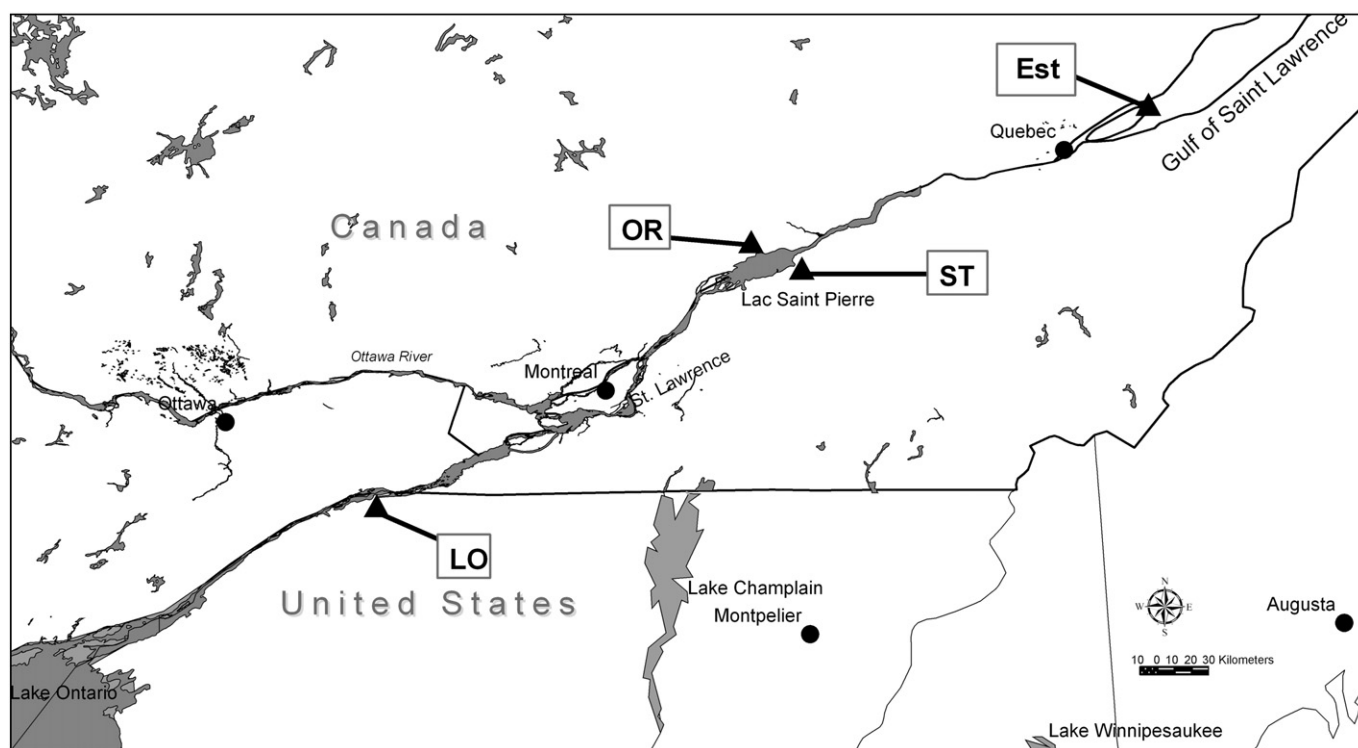 Est
Gulf of Saint Lawrence
Quebec
Canada
OR
ST
Lac Saint Pierre
Ottawa River
Montreal
St. Lawrence
Ottawa
LO
United States
Lake Champlain
Montpelier
N
W E
S
Augusta
10 0 10 20 30 Kilometers
Lake Ontario
Lake Winnipesaukee